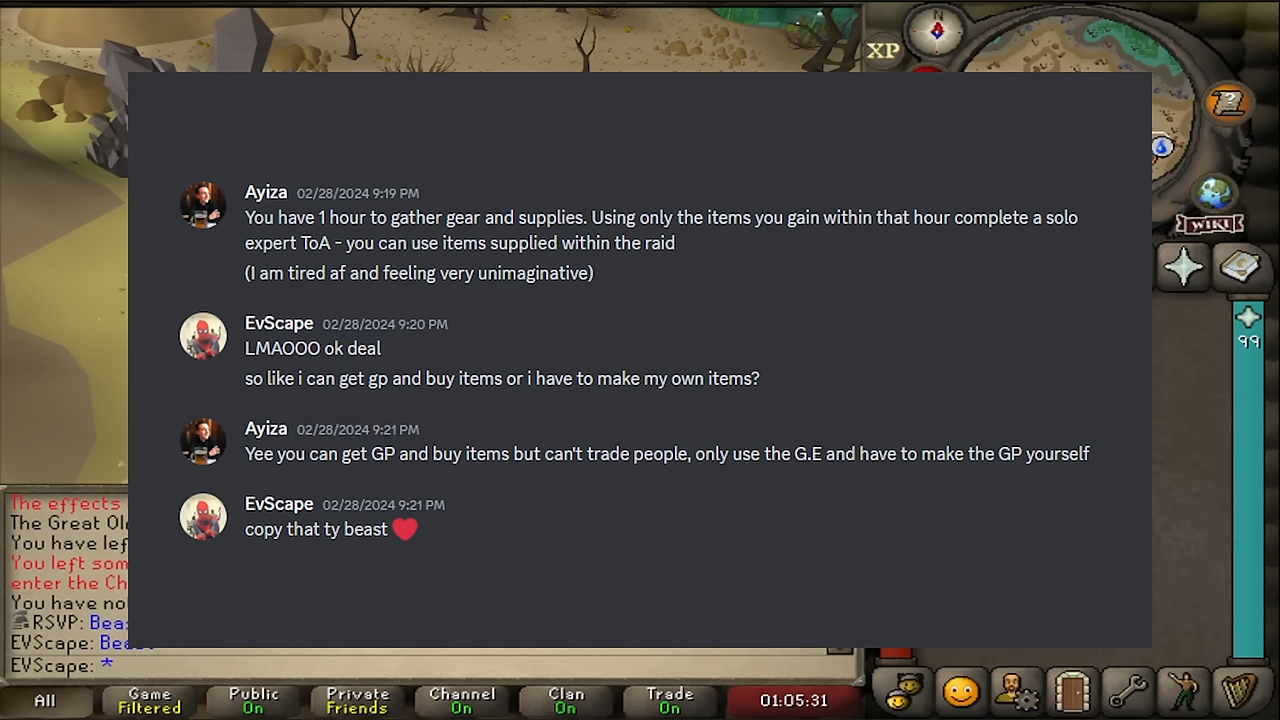 XP
N
WIKI
99
Ayiza 02/28/2024 9:19 PM
You have 1 hour to gather gear and supplies. Using only the items you gain within that hour complete a solo
expert ToA - you can use items supplied within the raid
(I am tired af and feeling very unimaginative)
EvScape 02/28/2024 9:20 PM
LMAOOO ok deal
so like i can get gp and buy items or i have to make my own items?
Ayiza 02/28/2024 9:21 PM
Yee you can get GP and buy items but can't trade people, only use the G.E and have to make the GP yourself
EvScape 02/28/2024 9:21 PM
copy that ty beast ❤️
The effects
The Great Ol
You have lef
You left som
enter the Ch
You have no
RSVP: Bea
EVScape: Bea
EVScape: *
All
Game
Filtered
Public
On
Private
Friends
Channel
On
Clan
On
Trade
On
01:05:31